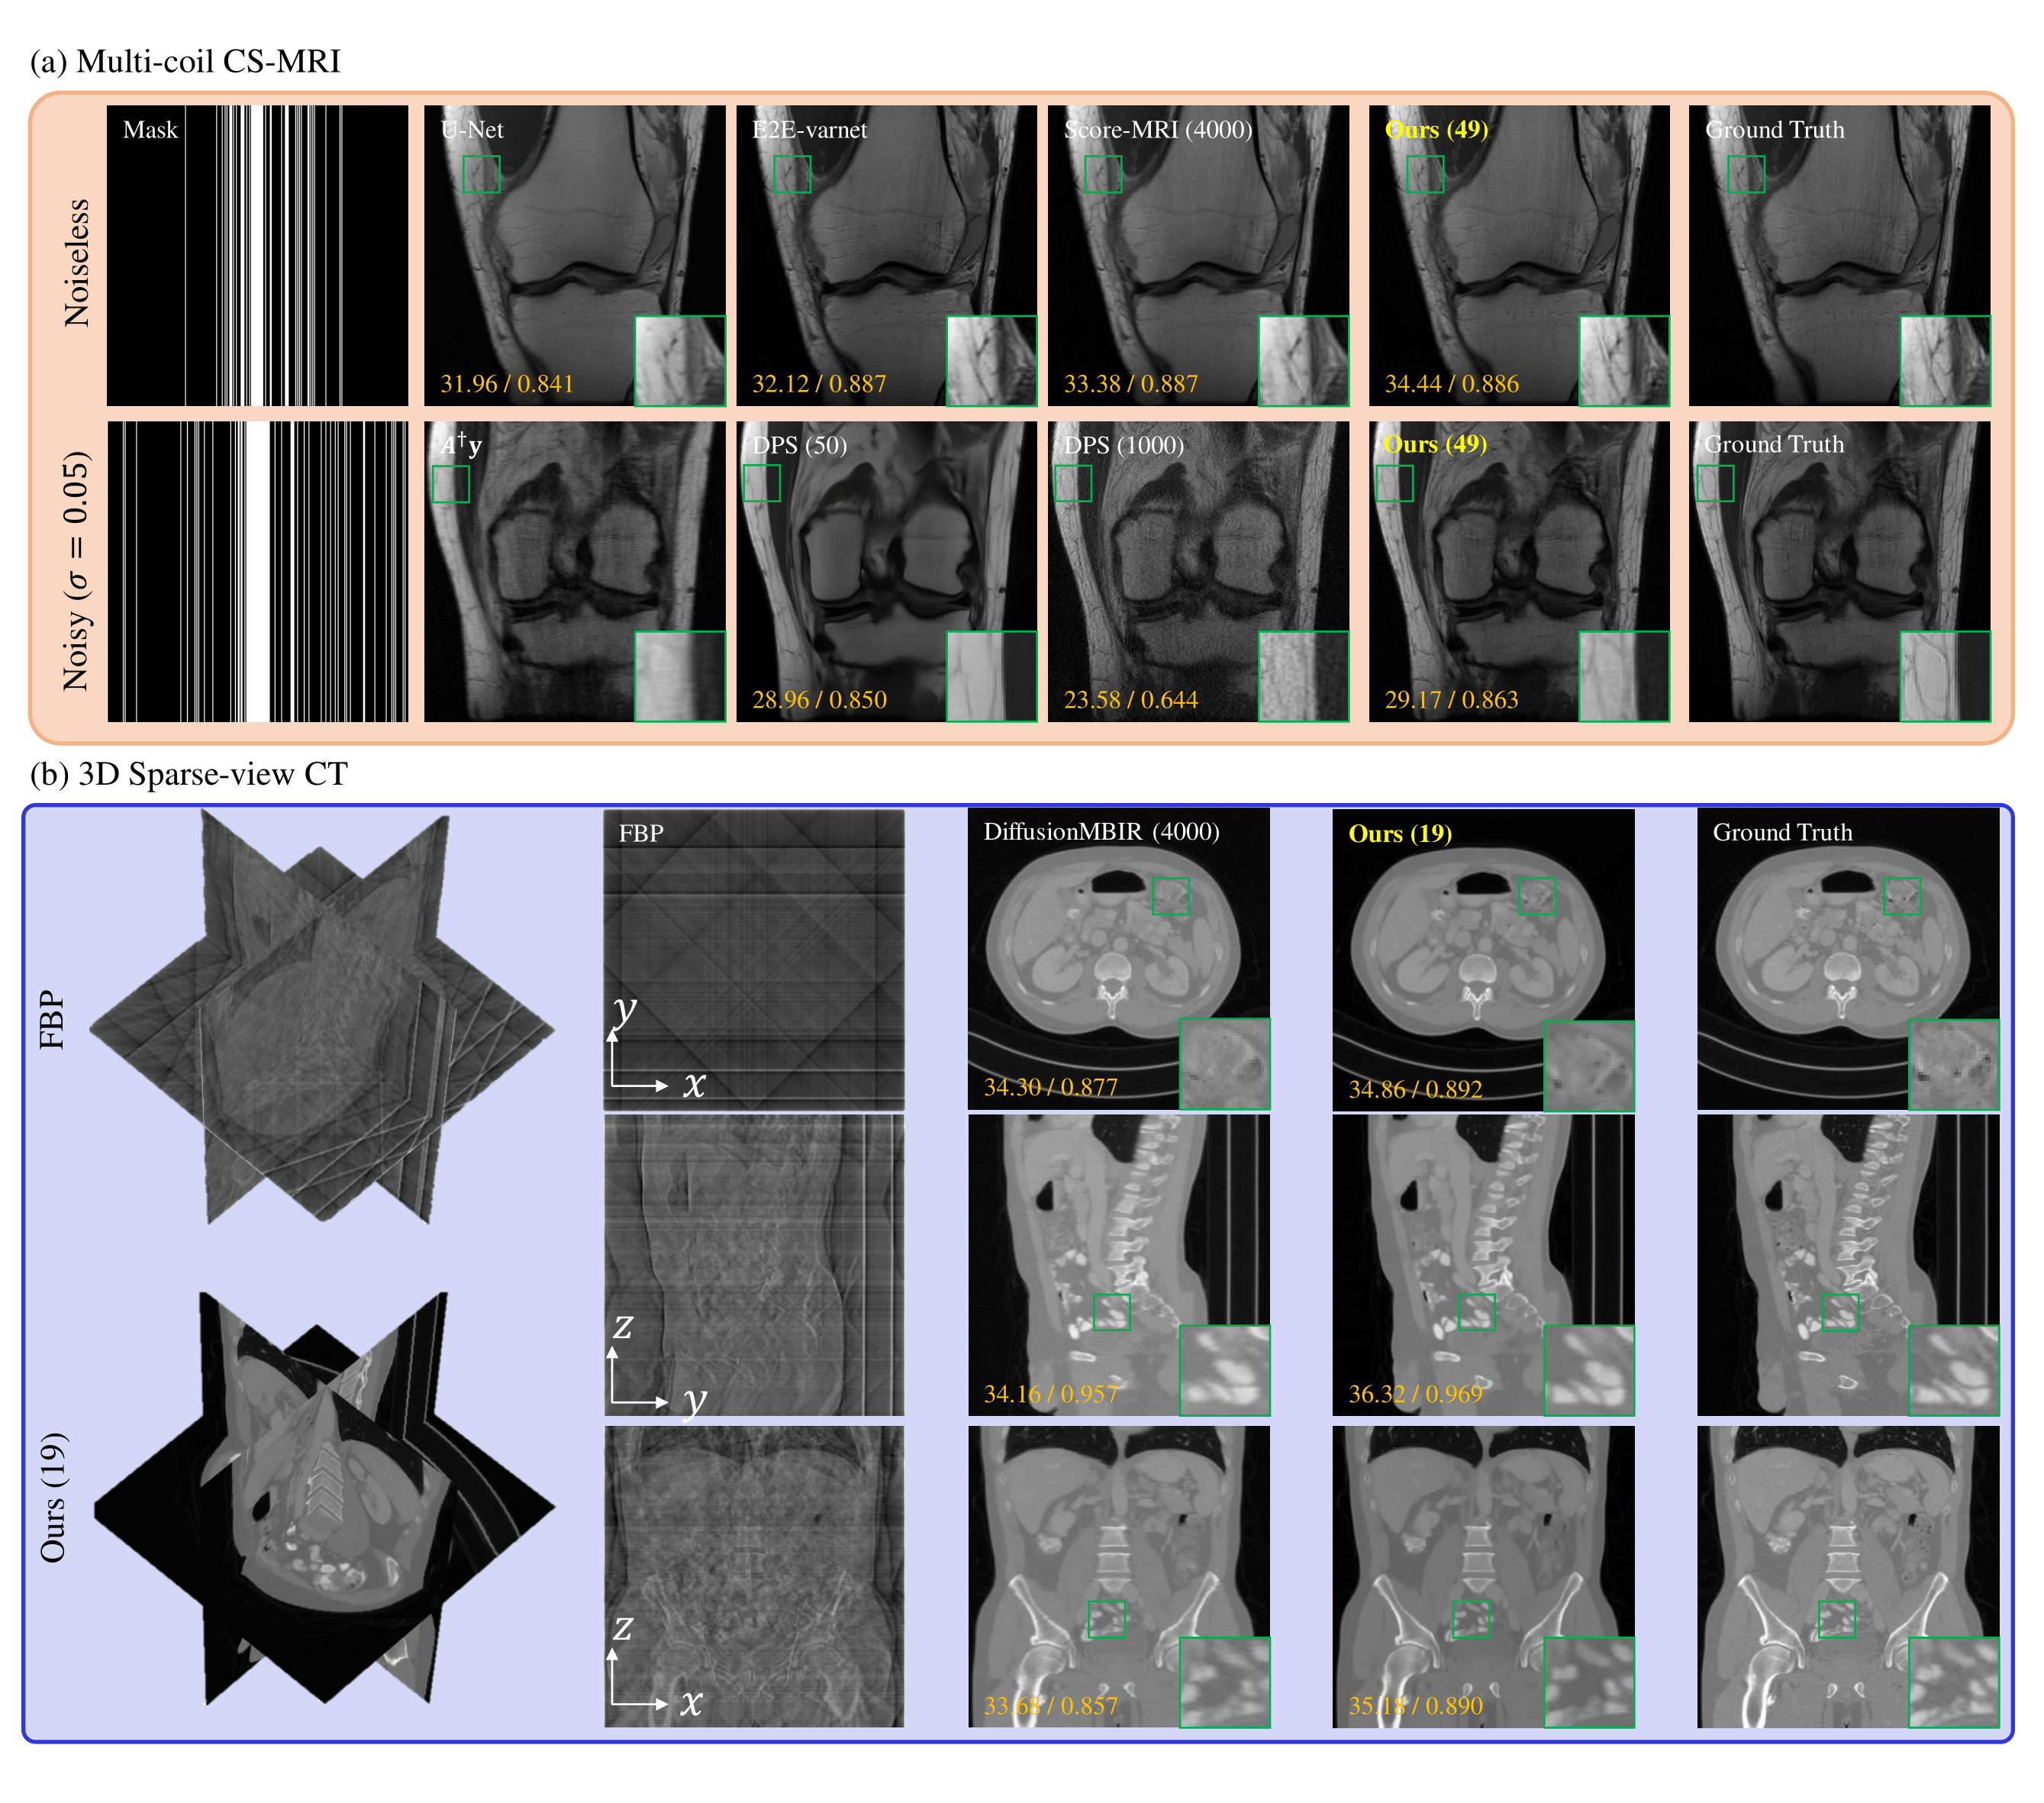 (a) Multi-coil CS-MRI
Noiseless
Mask
U-Net
E2E-varnet
Score-MRI (4000)
Ours (49)
Ground Truth
31.96 / 0.841
32.12 / 0.887
33.38 / 0.887
34.44 / 0.886
Noisy (σ = 0.05)
A†y
DPS (50)
DPS (1000)
Ours (49)
Ground Truth
28.96 / 0.850
23.58 / 0.644
29.17 / 0.863
(b) 3D Sparse-view CT
FBP
FBP
DiffusionMBIR (4000)
Ours (19)
Ground Truth
y
x
34.30 / 0.877
34.86 / 0.892
z
y
34.16 / 0.957
36.32 / 0.969
Ours (19)
z
x
33.68 / 0.857
35.18 / 0.890